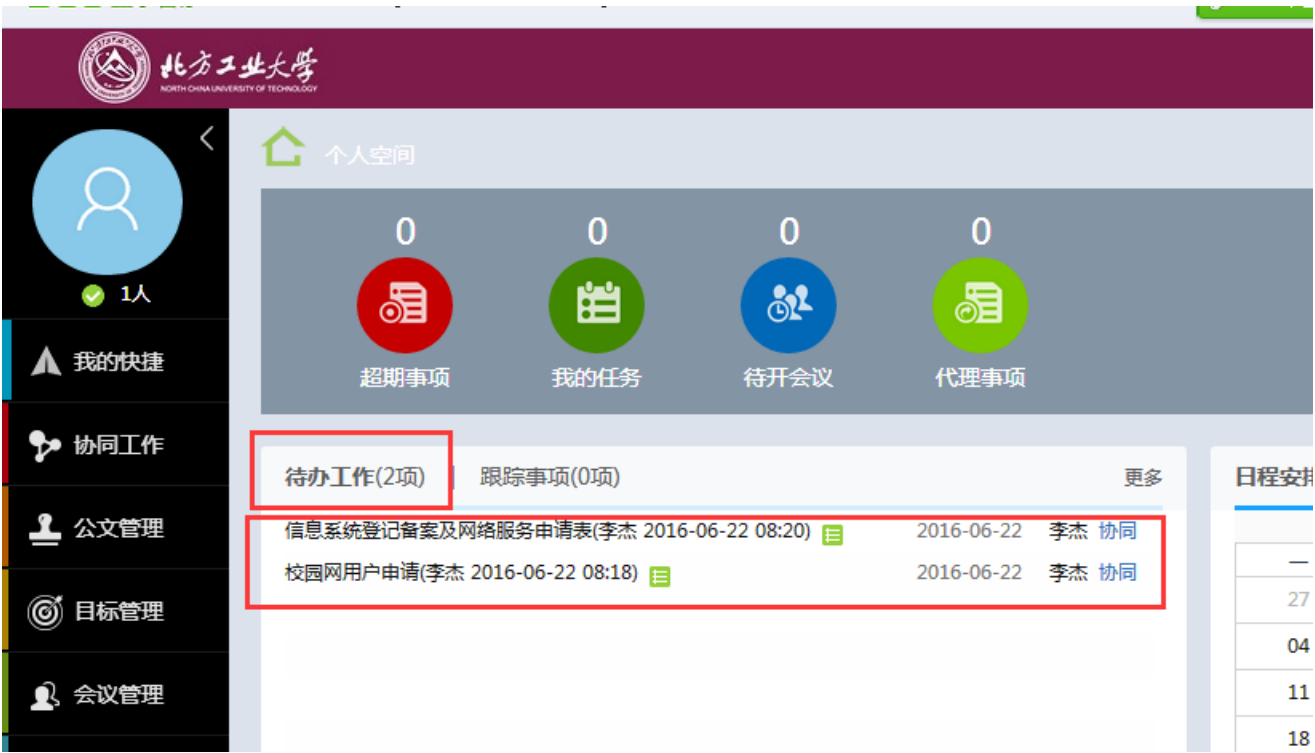 北方工业大学
NORTH CHINA UNIVERSITY OF TECHNOLOGY
个人空间
1人
0 0 0 0
超期事项 我的任务 待开会议 代理事项
我的快捷
协同工作
公文管理
目标管理
会议管理
待办工作(2项) | 跟踪事项(0项) 更多
信息系统登记备案及网络服务申请表(李杰 2016-06-22 08:20) 2016-06-22 李杰 协同
校园网用户申请(李杰 2016-06-22 08:18) 2016-06-22 李杰 协同
日程安排
一
27
04
11
18